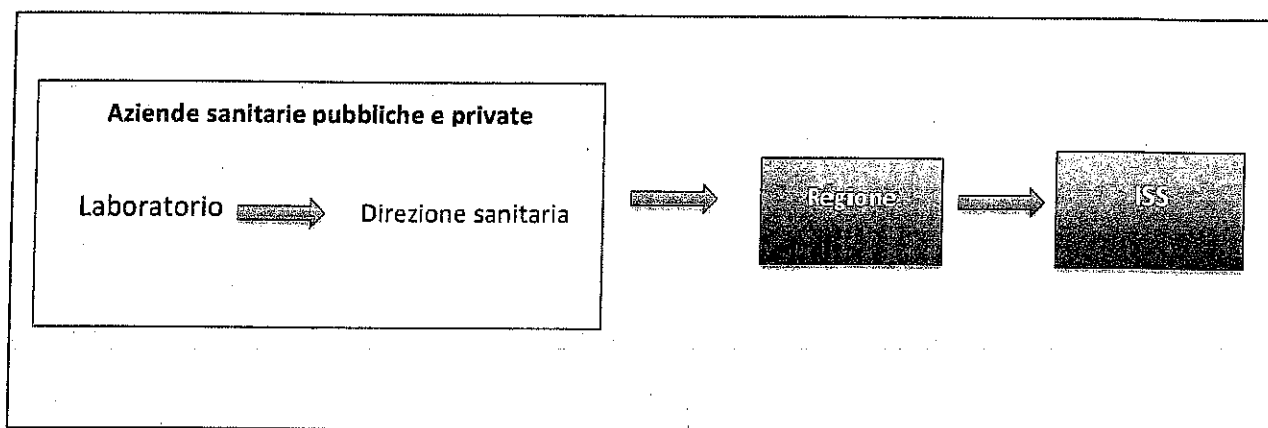 Aziende sanitarie pubbliche e private
Laboratorio
Direzione sanitaria
Regione
ISS